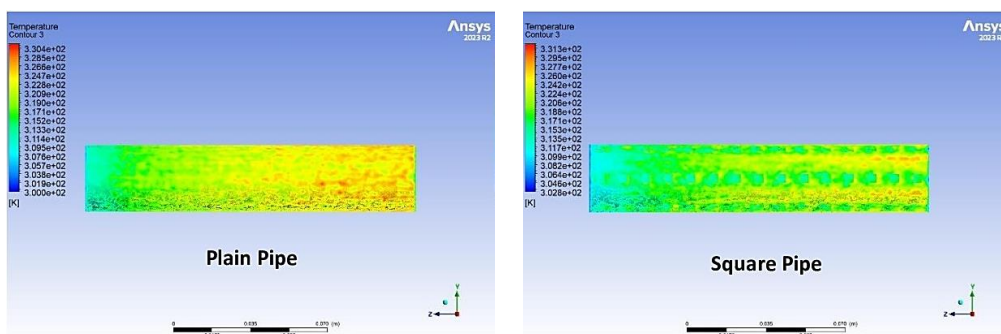 Temperature
Contour 3
3.304e+02
3.285e+02
3.266e+02
3.247e+02
3.228e+02
3.209e+02
3.190e+02
3.171e+02
3.152e+02
3.133e+02
3.114e+02
3.095e+02
3.076e+02
3.057e+02
3.038e+02
3.019e+02
3.000e+02
[K]
Ansys
2023 R2
Plain Pipe
Y
Z
0
0.035
0.070 (m)
Temperature
Contour 3
3.313e+02
3.295e+02
3.277e+02
3.260e+02
3.242e+02
3.224e+02
3.206e+02
3.188e+02
3.171e+02
3.153e+02
3.135e+02
3.117e+02
3.099e+02
3.082e+02
3.064e+02
3.046e+02
3.028e+02
[K]
Ansys
2023 R2
Square Pipe
Y
Z
0
0.035
0.070 (m)